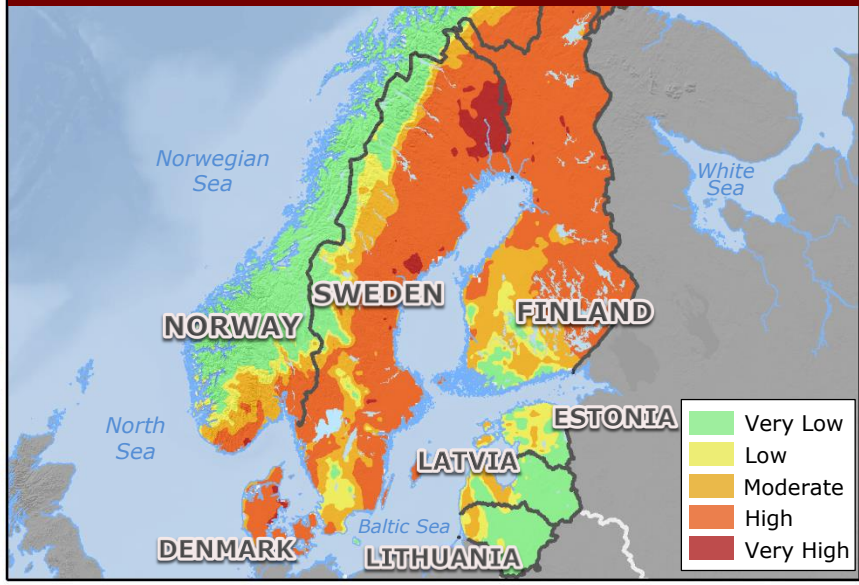 Norwegian
Sea
White
Sea
SWEDEN
NORWAY
FINLAND
North
Sea
ESTONIA
LATVIA
Baltic Sea
DENMARK
LITHUANIA
Very Low
Low
Moderate
High
Very High